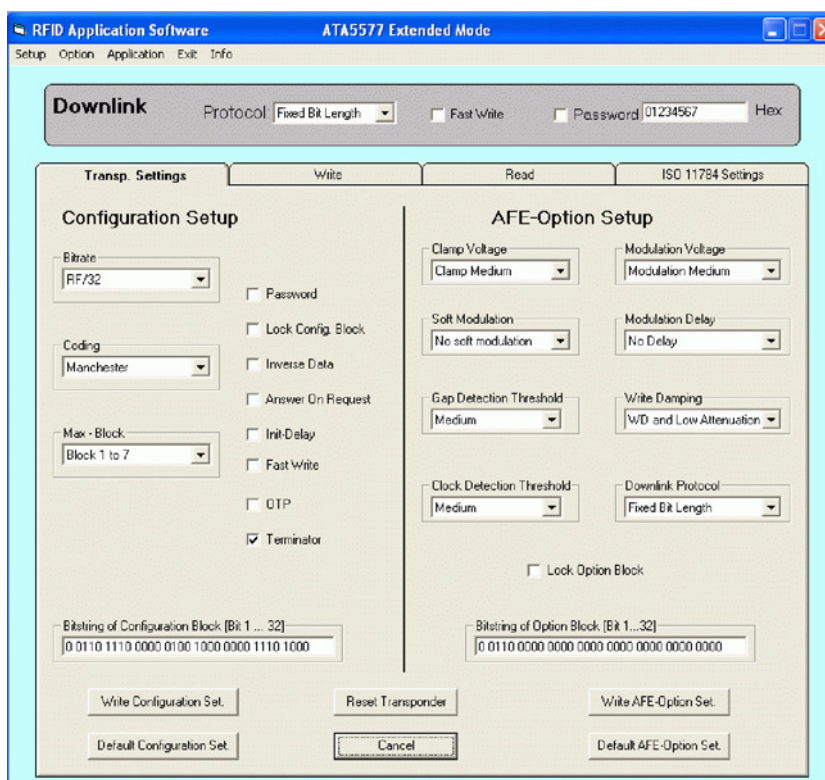 RFID Application Software ATA5577 Extended Mode
Setup Option Application Exit Info
Downlink Protocol: Fixed Bit Length Fast Write Password 01234567 Hex
Transp. Settings Write Read ISO 11784 Settings
Configuration Setup
Bitrate
RF/32
Coding
Manchester
Max - Block
Block 1 to 7
Password
Lock Config. Block
Inverse Data
Answer On Request
Init-Delay
Fast Write
OTP
Terminator
Bitstring of Configuration Block [Bit 1 ... 32]
0 0110 1110 0000 0100 1000 0000 1110 1000
AFE-Option Setup
Clamp Voltage
Clamp Medium
Modulation Voltage
Modulation Medium
Soft Modulation
No soft modulation
Modulation Delay
No Delay
Gap Detection Threshold
Medium
Write Damping
WD and Low Attenuation
Clock Detection Threshold
Medium
Downlink Protocol
Fixed Bit Length
Lock Option Block
Bitstring of Option Block [Bit 1...32]
0 0110 0000 0000 0000 0000 0000 0000 0000
Write Configuration Set. Reset Transponder Write AFE-Option Set.
Default Configuration Set. Cancel Default AFE-Option Set.